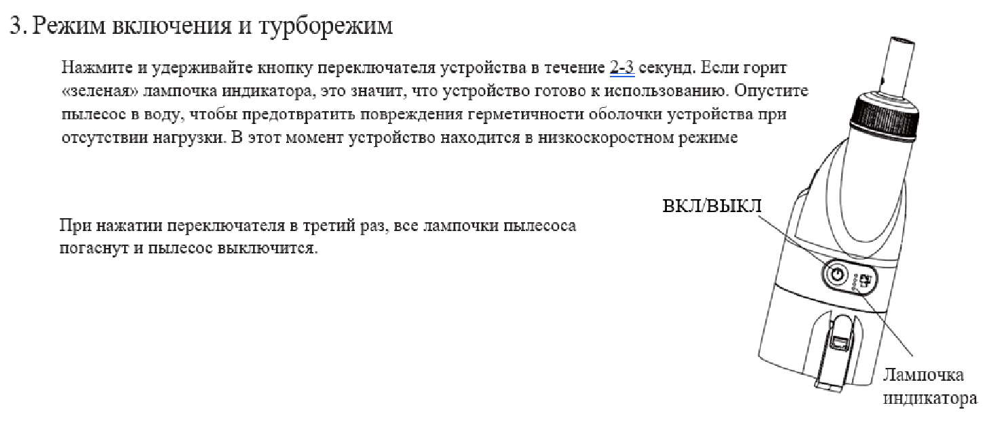 3. Режим включения и турборежим
Нажмите и удерживайте кнопку переключателя устройства в течение 2-3 секунд. Если горит
«зеленая» лампочка индикатора, это значит, что устройство готово к использованию. Опустите
пылесос в воду, чтобы предотвратить повреждения герметичности оболочки устройства при
отсутствии нагрузки. В этот момент устройство находится в низкоскоростном режиме
ВКЛ/ВЫКЛ
При нажатии переключателя в третий раз, все лампочки пылесоса
погаснут и пылесос выключится.
Лампочка
индикатора